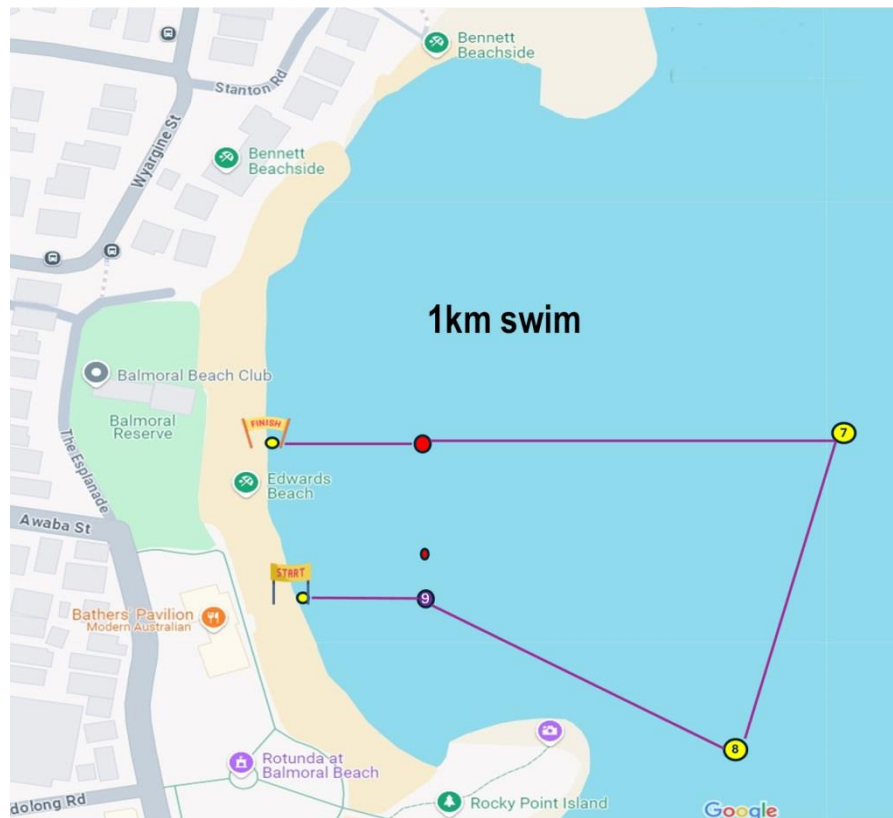 Bennett
Beachside
Stanton Rd
Wyargine St
Bennett
Beachside
1km swim
Balmoral Beach Club
Balmoral
Reserve
FINISH
7
The Esplanade
Edwards
Beach
Awaba St
START
9
Bathers' Pavilion
Modern Australian
8
Rotunda at
Balmoral Beach
dolong Rd
Rocky Point Island
Google